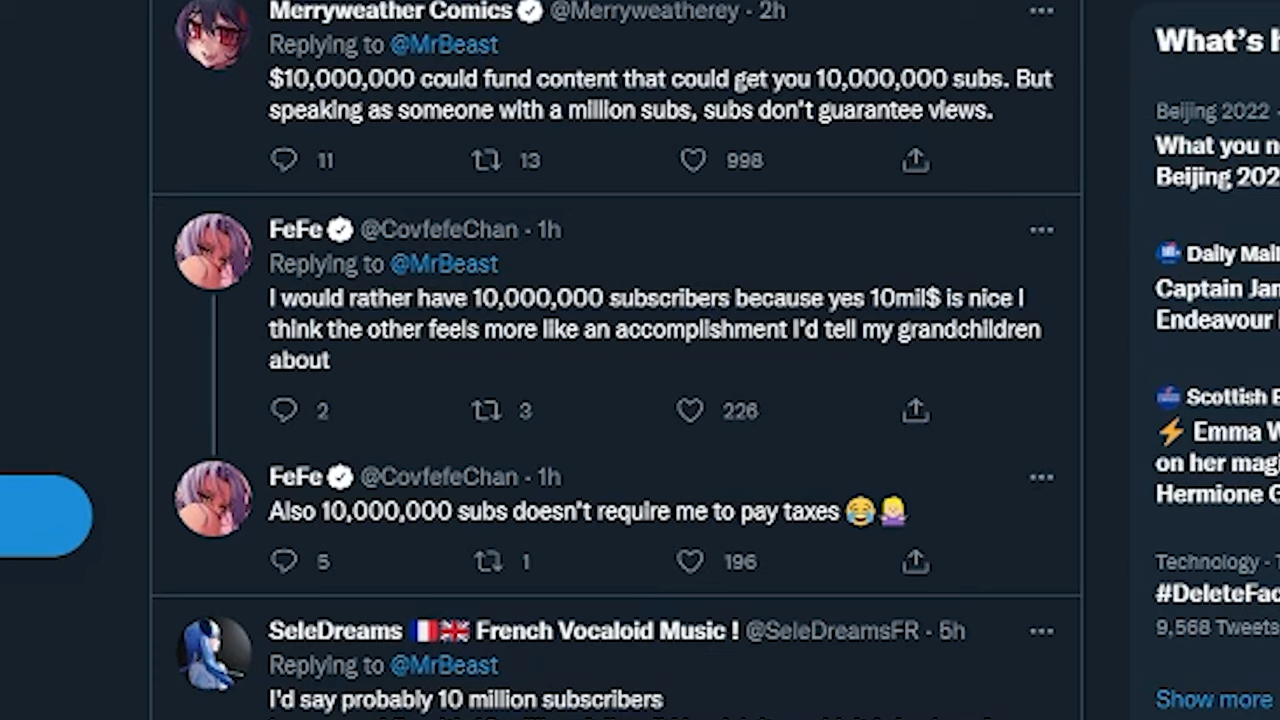 Merryweather Comics @Merryweatherey · 2h
Replying to @MrBeast
$10,000,000 could fund content that could get you 10,000,000 subs. But
speaking as someone with a million subs, subs don't guarantee views.
11 13 998
FeFe @CovfefeChan · 1h
Replying to @MrBeast
I would rather have 10,000,000 subscribers because yes 10mil$ is nice I
think the other feels more like an accomplishment I'd tell my grandchildren
about
2 3 226
FeFe @CovfefeChan · 1h
Also 10,000,000 subs doesn't require me to pay taxes 😂🤷🏼‍♀️
5 1 196
SeleDreams 🇫🇷🇬🇧 French Vocaloid Music ! @SeleDreamsFR · 5h
Replying to @MrBeast
I'd say probably 10 million subscribers
What's
Beijing 2022
What you
Beijing 202
Daily Mail
Captain
Endeavour
Scottish
⚡ Emma
on her
Hermione
Technology ·
#DeleteFac
9,568 Tweets
Show more